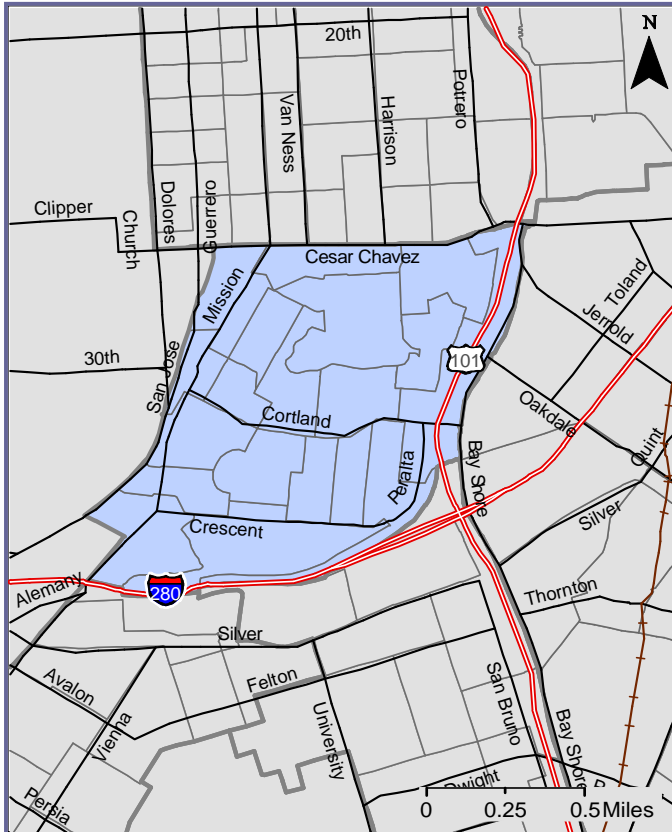 20th
N
Van Ness
Harrison
Potrero
Clipper
Church
Dolores
Guerrero
Cesar Chavez
Mission
Toland
Jerrold
30th
San Jose
101
Cortland
Oakdale
Quint
Peralta
Bay Shore
Crescent
Silver
280
Alemany
Thornton
Silver
Avalon
Felton
Vienna
University
San Bruno
Bay Shore
Persia
Dwight
0 0.25 0.5 Miles